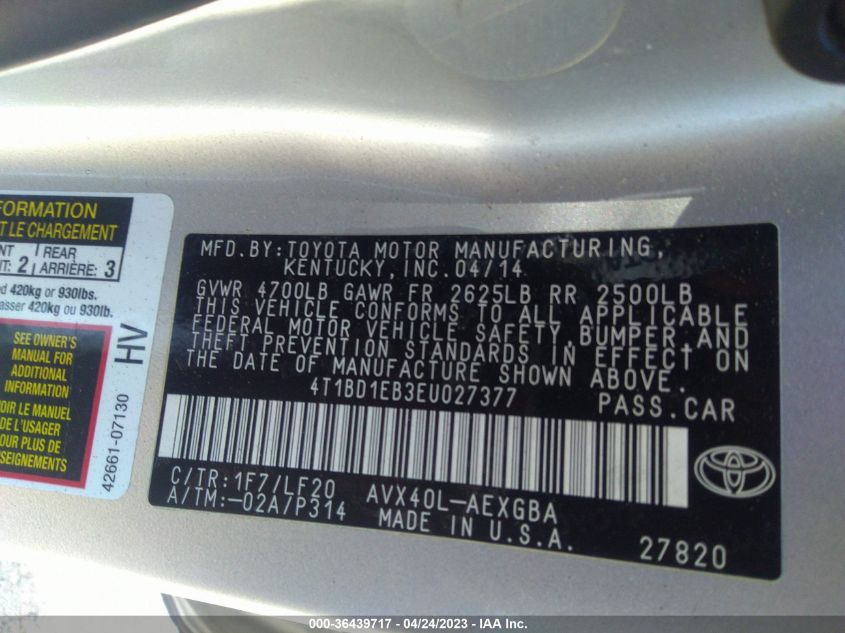 FORMATION
T LE CHARGEMENT
NT
: 2
REAR
ARRIÈRE: 3
d 420kg or 930lbs.
asser 420kg ou 930lb.
SEE OWNER'S
MANUAL FOR
ADDITIONAL
INFORMATION
OIR LE MANUEL
DE L'USAGER
OUR PLUS DE
SEIGNEMENTS
HV
42661-07130
MFD.BY:TOYOTA MOTOR MANUFACTURING,
KENTUCKY,INC.04/14
GVWR 4700LB GAWR FR 2625LB RR 2500LB
THIS VEHICLE CONFORMS TO ALL APPLICABLE
FEDERAL MOTOR VEHICLE SAFETY,BUMPER,AND
THEFT PREVENTION STANDARDS IN EFFECT ON
THE DATE OF MANUFACTURE SHOWN ABOVE.
4T1BD1EB3EU027377
PASS.CAR
C/TR:1F7/LF20 AVX40L-AEXGBA
A/TM:-02A/P314 MADE IN U.S.A.
27820
000-36439717 - 04/24/2023 - IAA Inc.